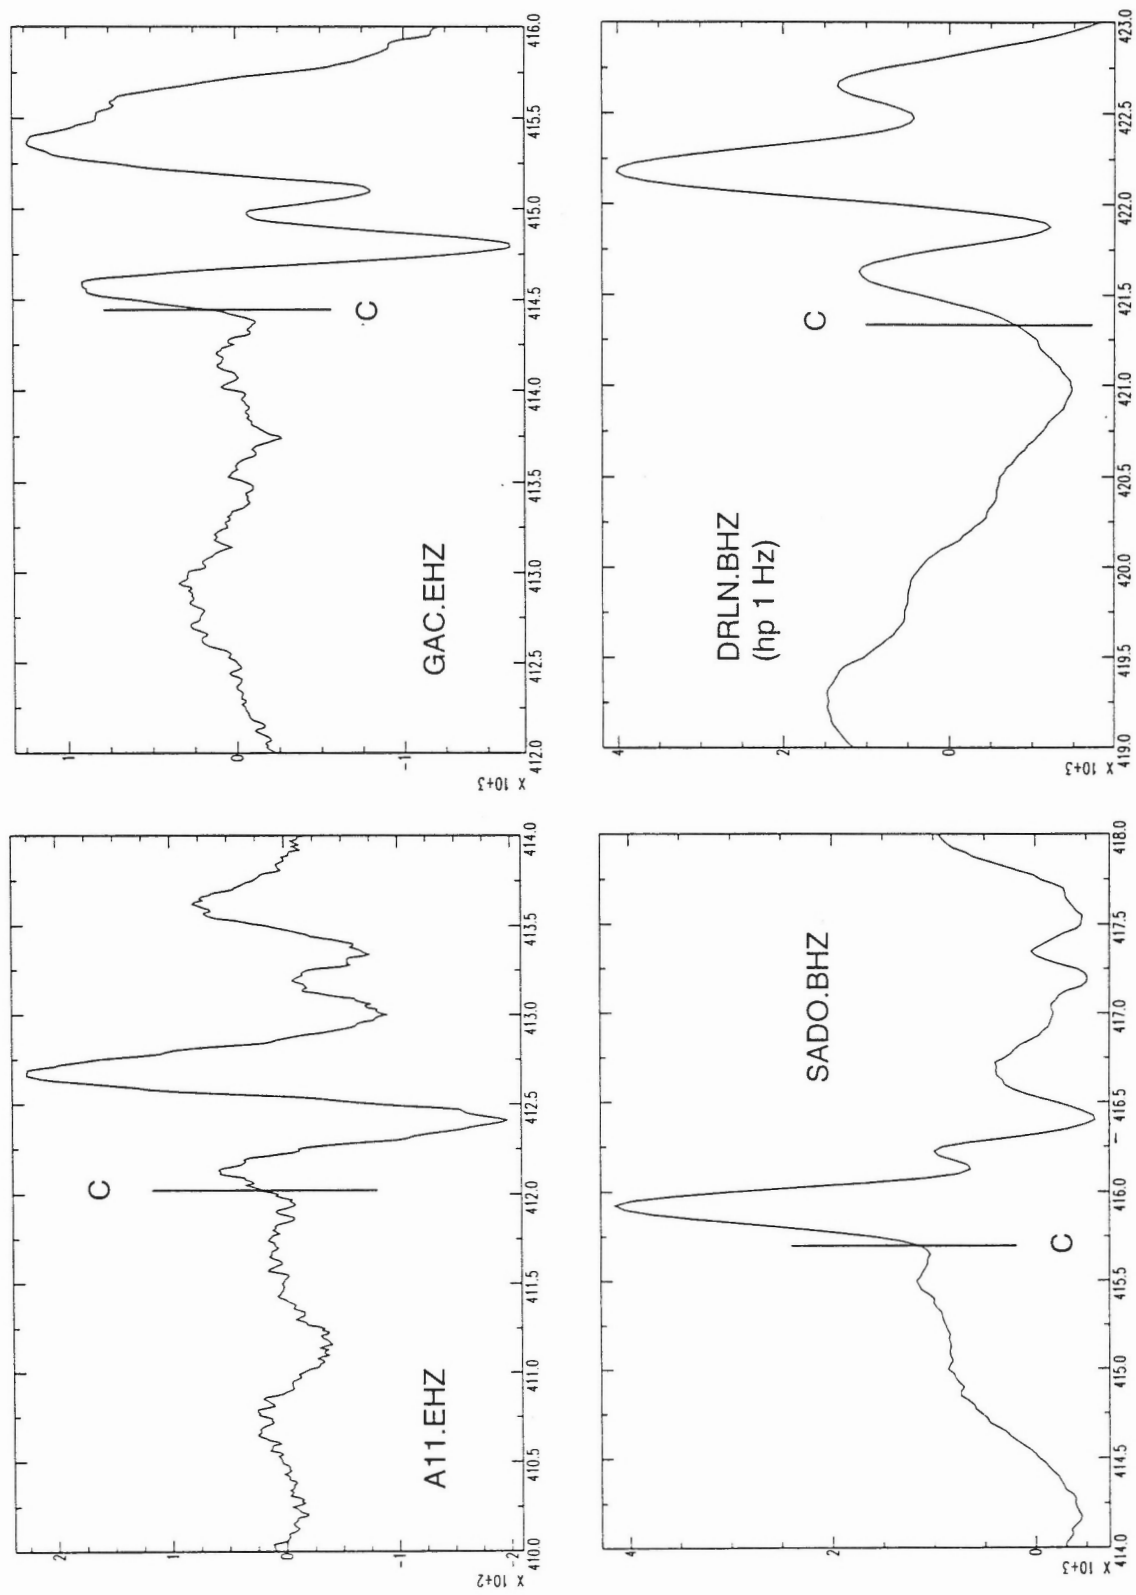 2
1
0
-1
-2
X 10+2
C
A11.EHZ
410.0 410.5 411.0 411.5 412.0 412.5 413.0 413.5 414.0
1
0
-1
X 10+3
C
GAC.EHZ
412.0 412.5 413.0 413.5 414.0 414.5 415.0 415.5 416.0
4
2
0
X 10+3
SADO.BHZ
C
414.0 414.5 415.0 415.5 416.0 416.5 417.0 417.5 418.0
4
2
0
X 10+3
C
DRLN.BHZ
(hp 1 Hz)
419.0 419.5 420.0 420.5 421.0 421.5 422.0 422.5 423.0